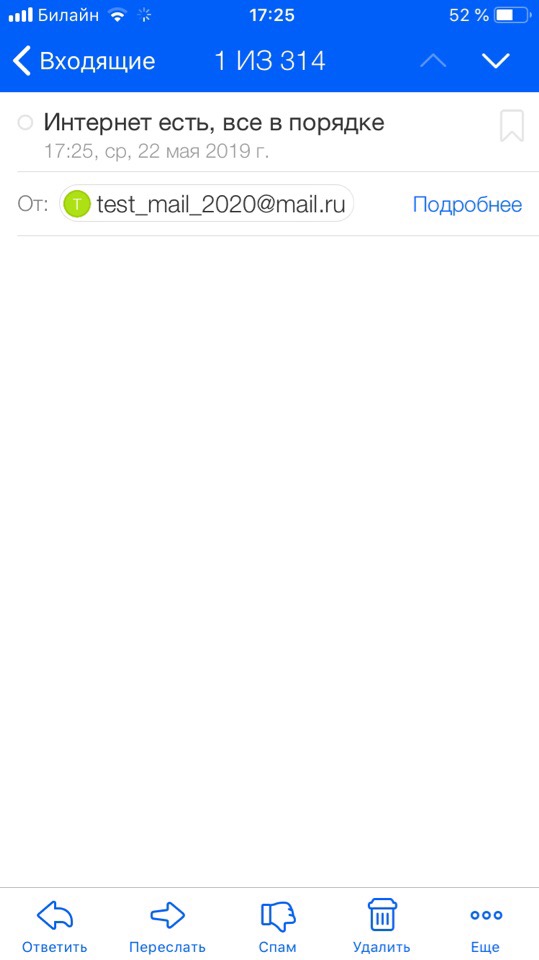 Билайн 17:25 52 %
Входящие 1 ИЗ 314
Интернет есть, все в порядке
17:25, ср, 22 мая 2019 г.
От: T test_mail_2020@mail.ru Подробнее
Ответить Переслать Спам Удалить Еще